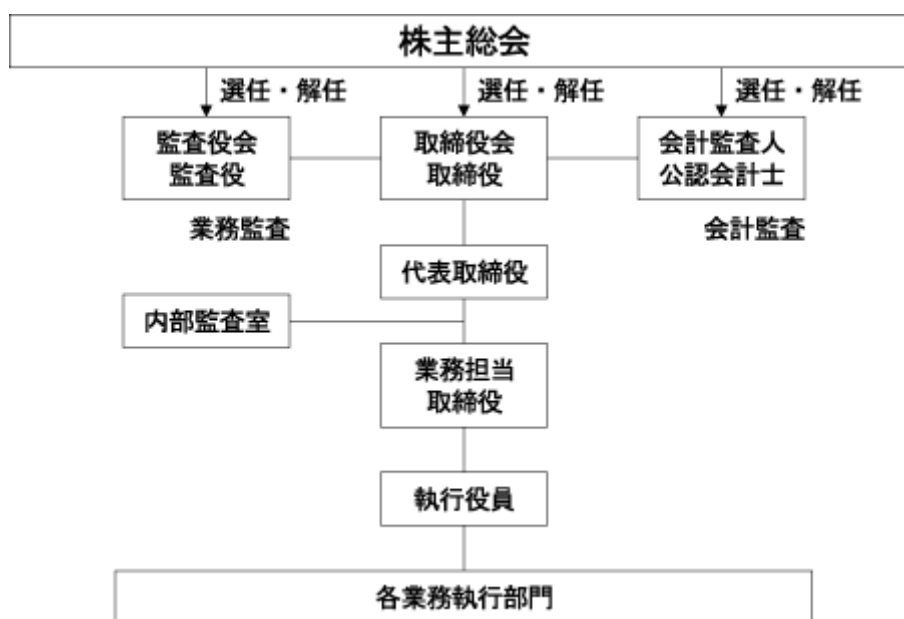 株主総会
選任・解任
選任・解任
選任・解任
監査役会
監査役
取締役会
取締役
会計監査人
公認会計士
業務監査
会計監査
代表取締役
内部監査室
業務担当
取締役
執行役員
各業務執行部門